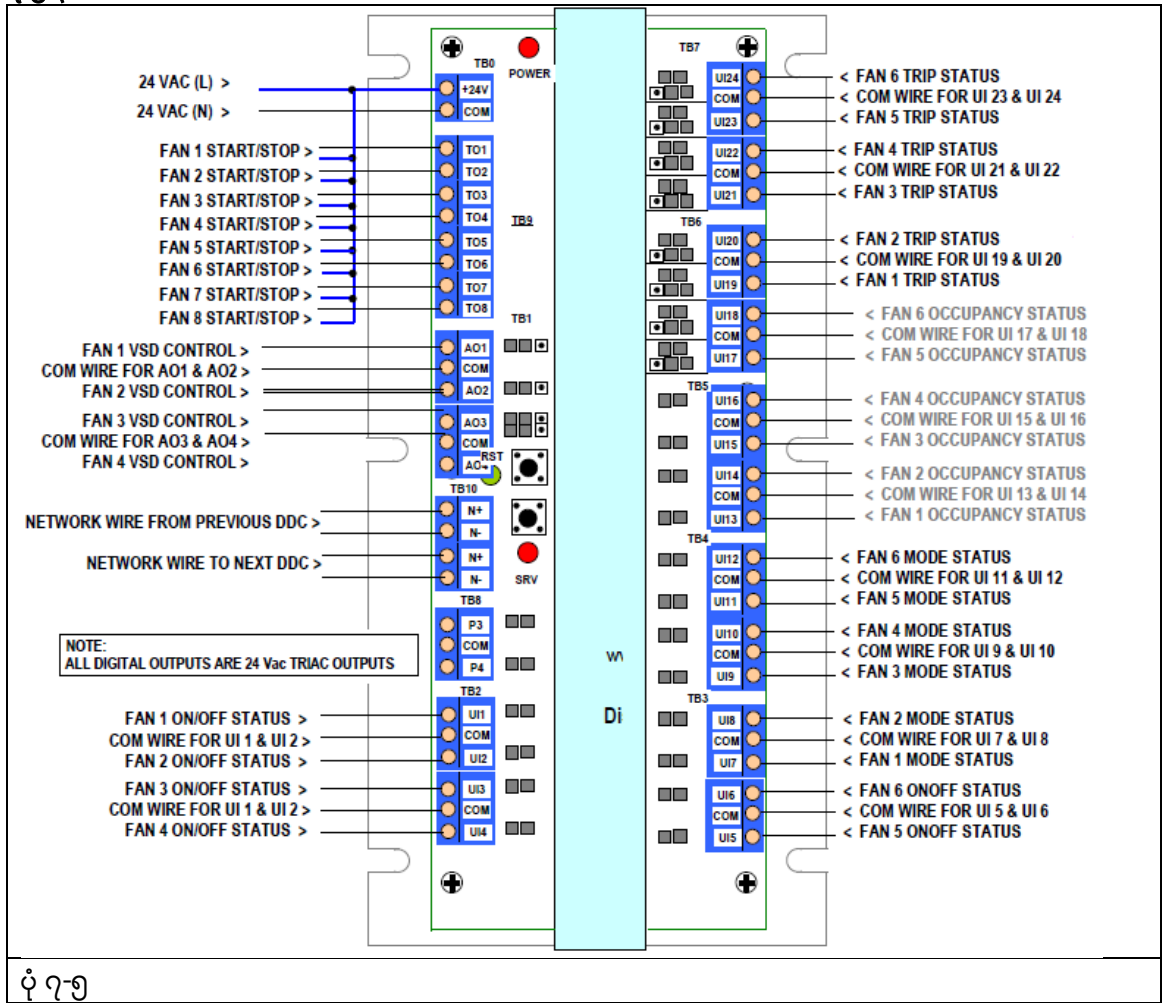 TB0
POWER
24 VAC (L) >
24 VAC (N) >
+24V
COM
FAN 1 START/STOP >
FAN 2 START/STOP >
FAN 3 START/STOP >
FAN 4 START/STOP >
FAN 5 START/STOP >
FAN 6 START/STOP >
FAN 7 START/STOP >
FAN 8 START/STOP >
TO1
TO2
TO3
TO4
TO5
TO6
TO7
TO8
TB9
TB1
FAN 1 VSD CONTROL >
COM WIRE FOR AO1 & AO2 >
FAN 2 VSD CONTROL >
AO1
COM
AO2
FAN 3 VSD CONTROL >
COM WIRE FOR AO3 & AO4 >
FAN 4 VSD CONTROL >
AO3
COM
AO4
RST
TB10
NETWORK WIRE FROM PREVIOUS DDC >
NETWORK WIRE TO NEXT DDC >
N+
N-
N+
N-
SRV
TB8
P3
COM
P4
NOTE:
ALL DIGITAL OUTPUTS ARE 24 Vac TRIAC OUTPUTS
TB2
FAN 1 ON/OFF STATUS >
COM WIRE FOR UI 1 & UI 2 >
FAN 2 ON/OFF STATUS >
UI1
COM
UI2
FAN 3 ON/OFF STATUS >
COM WIRE FOR UI 1 & UI 2 >
FAN 4 ON/OFF STATUS >
UI3
COM
UI4
Di
TB7
UI24 < FAN 6 TRIP STATUS
COM < COM WIRE FOR UI 23 & UI 24
UI23 < FAN 5 TRIP STATUS
UI22 < FAN 4 TRIP STATUS
COM < COM WIRE FOR UI 21 & UI 22
UI21 < FAN 3 TRIP STATUS
TB6
UI20 < FAN 2 TRIP STATUS
COM < COM WIRE FOR UI 19 & UI 20
UI19 < FAN 1 TRIP STATUS
UI18 < FAN 6 OCCUPANCY STATUS
COM < COM WIRE FOR UI 17 & UI 18
UI17 < FAN 5 OCCUPANCY STATUS
TB5
UI16 < FAN 4 OCCUPANCY STATUS
COM < COM WIRE FOR UI 15 & UI 16
UI15 < FAN 3 OCCUPANCY STATUS
UI14 < FAN 2 OCCUPANCY STATUS
COM < COM WIRE FOR UI 13 & UI 14
UI13 < FAN 1 OCCUPANCY STATUS
TB4
UI12 < FAN 6 MODE STATUS
COM < COM WIRE FOR UI 11 & UI 12
UI11 < FAN 5 MODE STATUS
UI10 < FAN 4 MODE STATUS
COM < COM WIRE FOR UI 9 & UI 10
UI9 < FAN 3 MODE STATUS
TB3
UI8 < FAN 2 MODE STATUS
COM < COM WIRE FOR UI 7 & UI 8
UI7 < FAN 1 MODE STATUS
UI6 < FAN 6 ONOFF STATUS
COM < COM WIRE FOR UI 5 & UI 6
UI5 < FAN 5 ONOFF STATUS
ပုံ ၇-၅